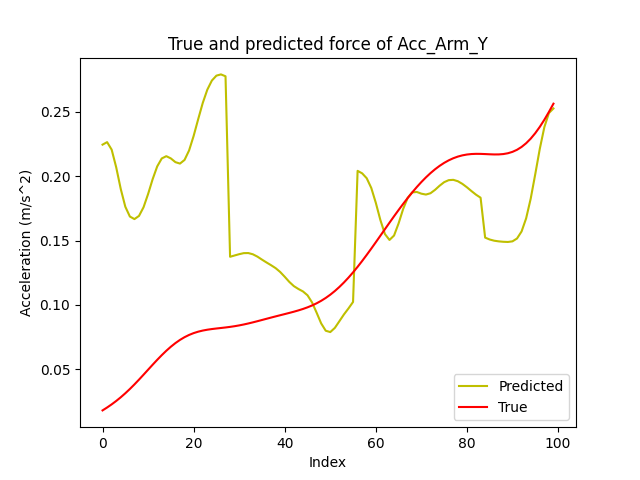 True and predicted force of Acc_Arm_Y
Acceleration (m/s^2)
0.25
0.20
0.15
0.10
0.05
0 20 40 60 80 100
Index
Predicted
True